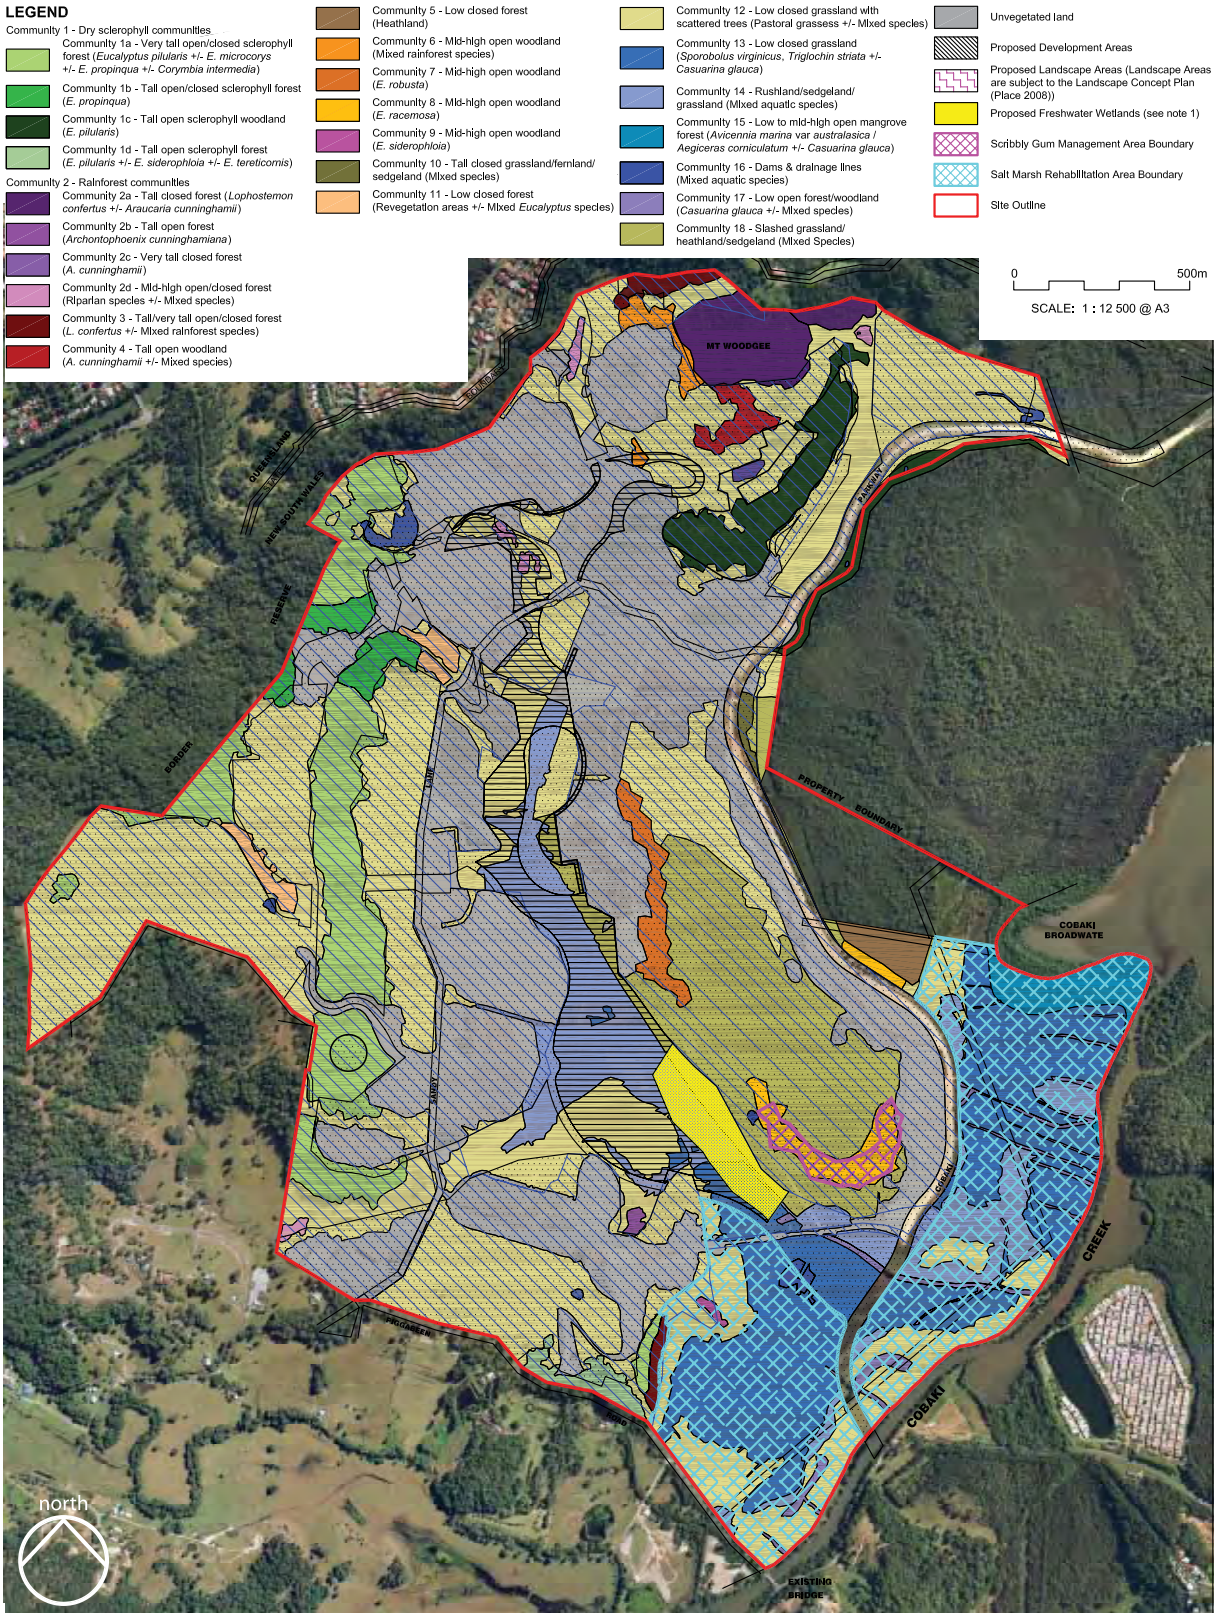 LEGEND
Community 1 - Dry sclerophyll communities
Community 1a - Very tall open/closed sclerophyll
forest (Eucalyptus pilularis +/- E. microcorys
+/- E. propinqua +/- Corymbia intermedia)
Community 1b - Tall open/closed sclerophyll forest
(E. propinqua)
Community 1c - Tall open sclerophyll woodland
(E. pilularis)
Community 1d - Tall open sclerophyll forest
(E. pilularis +/- E. siderophloia +/- E. tereticornis)
Community 2 - Rainforest communities
Community 2a - Tall closed forest (Lophostemon
confertus +/- Araucaria cunninghamii)
Community 2b - Tall open forest
(Archontophoenix cunninghamiana)
Community 2c - Very tall closed forest
(A. cunninghamii)
Community 2d - Mid-high open/closed forest
(Riparian species +/- Mixed species)
Community 3 - Tall/very tall open/closed forest
(L. confertus +/- Mixed rainforest species)
Community 4 - Tall open woodland
(A. cunninghamii +/- Mixed species)
Community 5 - Low closed forest
(Heathland)
Community 6 - Mid-high open woodland
(Mixed rainforest species)
Community 7 - Mid-high open woodland
(E. robusta)
Community 8 - Mid-high open woodland
(E. racemosa)
Community 9 - Mid-high open woodland
(E. siderophloia)
Community 10 - Tall closed grassland/fernland/
sedgeland (Mixed species)
Community 11 - Low closed forest
(Revegetation areas +/- Mixed Eucalyptus species)
Community 12 - Low closed grassland with
scattered trees (Pastoral grassess +/- Mixed species)
Community 13 - Low closed grassland
(Sporobolus virginicus, Triglochin striata +/-
Casuarina glauca)
Community 14 - Rushland/sedgeland/
grassland (Mixed aquatic species)
Community 15 - Low to mid-high open mangrove
forest (Avicennia marina var australasica /
Aegiceras corniculatum +/- Casuarina glauca)
Community 16 - Dams & drainage lines
(Mixed aquatic species)
Community 17 - Low open forest/woodland
(Casuarina glauca +/- Mixed species)
Community 18 - Slashed grassland/
heathland/sedgeland (Mixed Species)
Unvegetated land
Proposed Development Areas
Proposed Landscape Areas (Landscape Areas
are subject to the Landscape Concept Plan
(Place 2008))
Proposed Freshwater Wetlands (see note 1)
Scribbly Gum Management Area Boundary
Salt Marsh Rehabilitation Area Boundary
Site Outline
0 500m
SCALE: 1 : 12 500 @ A3
MT WOODGEE
BOUNDARY
QUEENSLAND
NEW SOUTH WALES
PARKWAY
RESERVE
BORDER
LANE
PROPERTY BOUNDARY
COBAKI
BROADWATE
SANDY
COBAKI
CREEK
PIGGABEEN
COBAKI
ROAD
north
EXISTING
BRIDGE